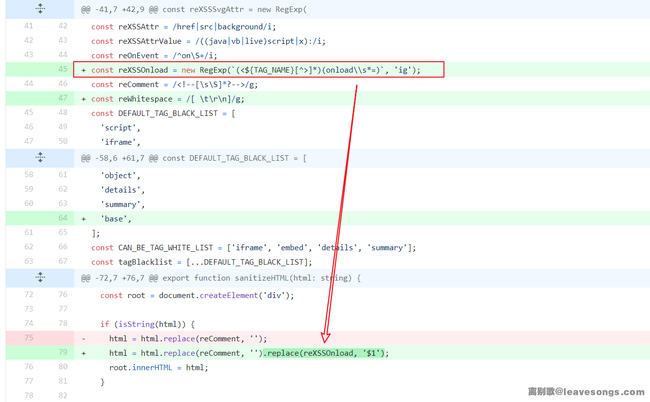 @@ -41,7 +42,9 @@ const reXSSSvgAttr = new RegExp(
41 42 const reXSSAttr = /href|src|background/i;
42 43 const reXSSAttrValue = /((java|vb|live)script|x):/i;
43 44 const reOnEvent = /^on\S+/i;
45 + const reXSSOnload = new RegExp(`(<${TAG_NAME}[^>]*)(onload\\s*=)`, 'ig');
44 46 const reComment = /<!--[\s\S]*?-->/g;
47 + const reWhitespace = /[ \t\r\n]/g;
45 48 const DEFAULT_TAG_BLACK_LIST = [
46 49 'script',
47 50 'iframe',
@@ -58,6 +61,7 @@ const DEFAULT_TAG_BLACK_LIST = [
58 61 'object',
59 62 'details',
60 63 'summary',
64 + 'base',
61 65 ];
62 66 const CAN_BE_TAG_WHITE_LIST = ['iframe', 'embed', 'details', 'summary'];
63 67 const tagBlacklist = [...DEFAULT_TAG_BLACK_LIST];
@@ -72,7 +76,7 @@ export function sanitizeHTML(html: string) {
72 76 const root = document.createElement('div');
73 77
74 78 if (isString(html)) {
75 - html = html.replace(reComment, '');
79 + html = html.replace(reComment, '').replace(reXSSOnload, '$1');
76 80 root.innerHTML = html;
77 81 }
78 82
离别歌@leavesongs.com